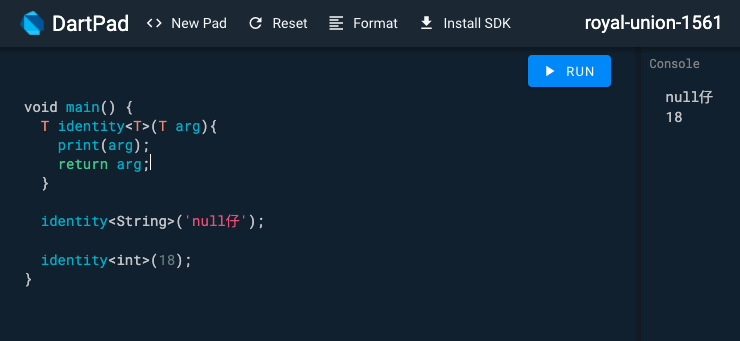 DartPad <> New Pad Reset Format Install SDK royal-union-1561
RUN
Console
void main() {
  T identity<T>(T arg){
    print(arg);
    return arg;
  }
  identity<String>('null仔');
  identity<int>(18);
}
null仔
18